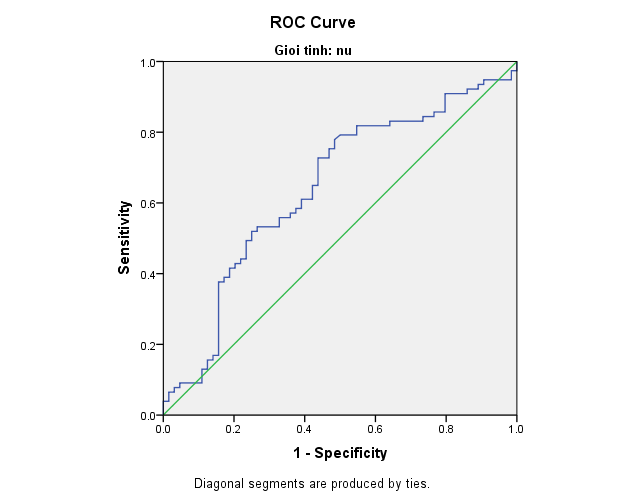 ROC Curve
Gioi tinh: nu
1.0
0.8
0.6
0.4
0.2
0.0
Sensitivity
0.0 0.2 0.4 0.6 0.8 1.0
1 - Specificity
Diagonal segments are produced by ties.